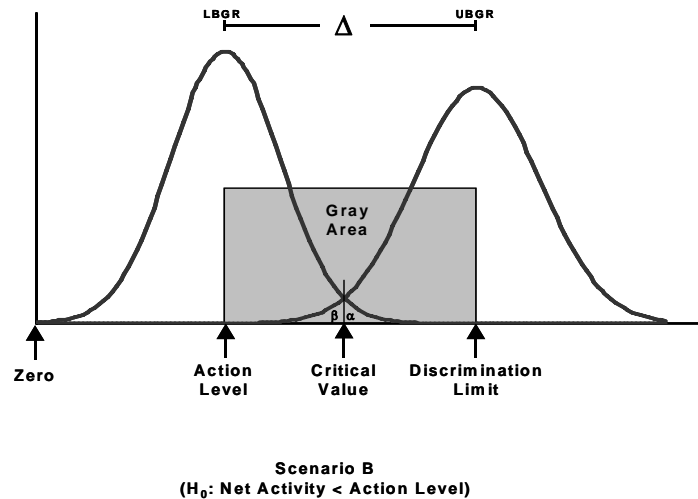 LBGR Δ UBGR
Gray
Area
β α
Zero
Action
Level
Critical
Value
Discrimination
Limit
Scenario B
(H₀: Net Activity < Action Level)